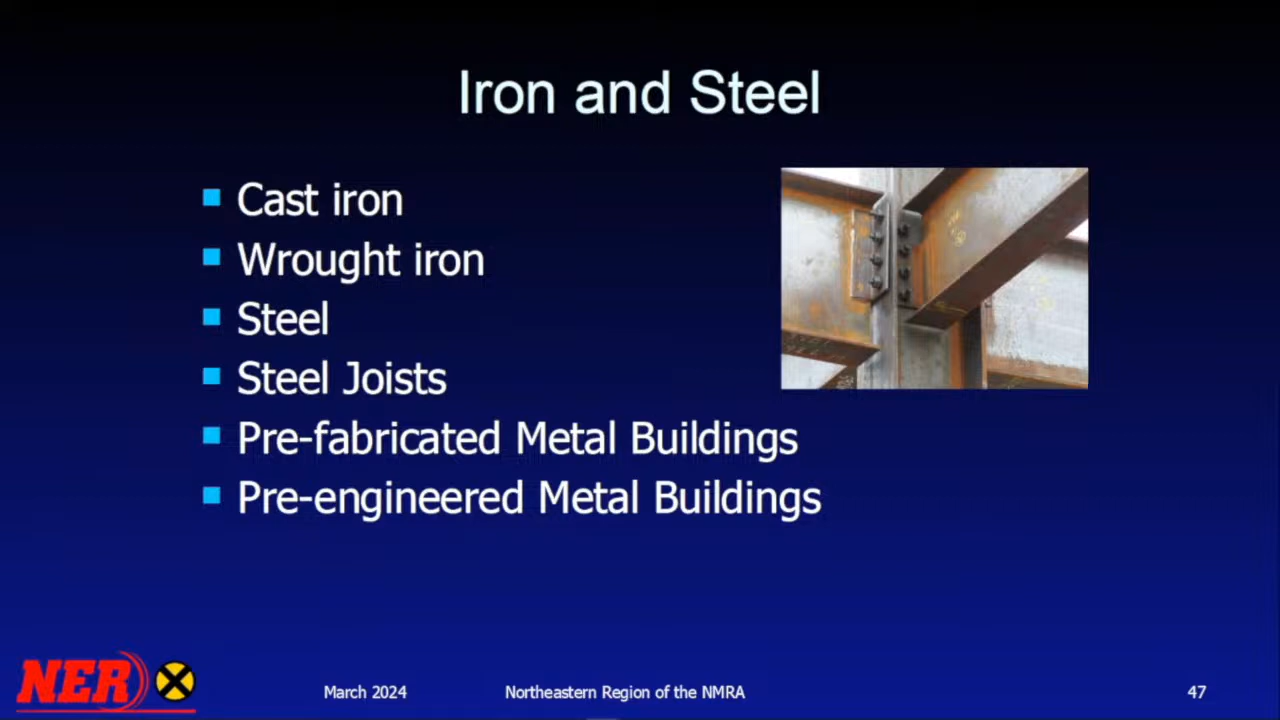 Iron and Steel
Cast iron
Wrought iron
Steel
Steel Joists
Pre-fabricated Metal Buildings
Pre-engineered Metal Buildings
NER
March 2024
Northeastern Region of the NMRA
47